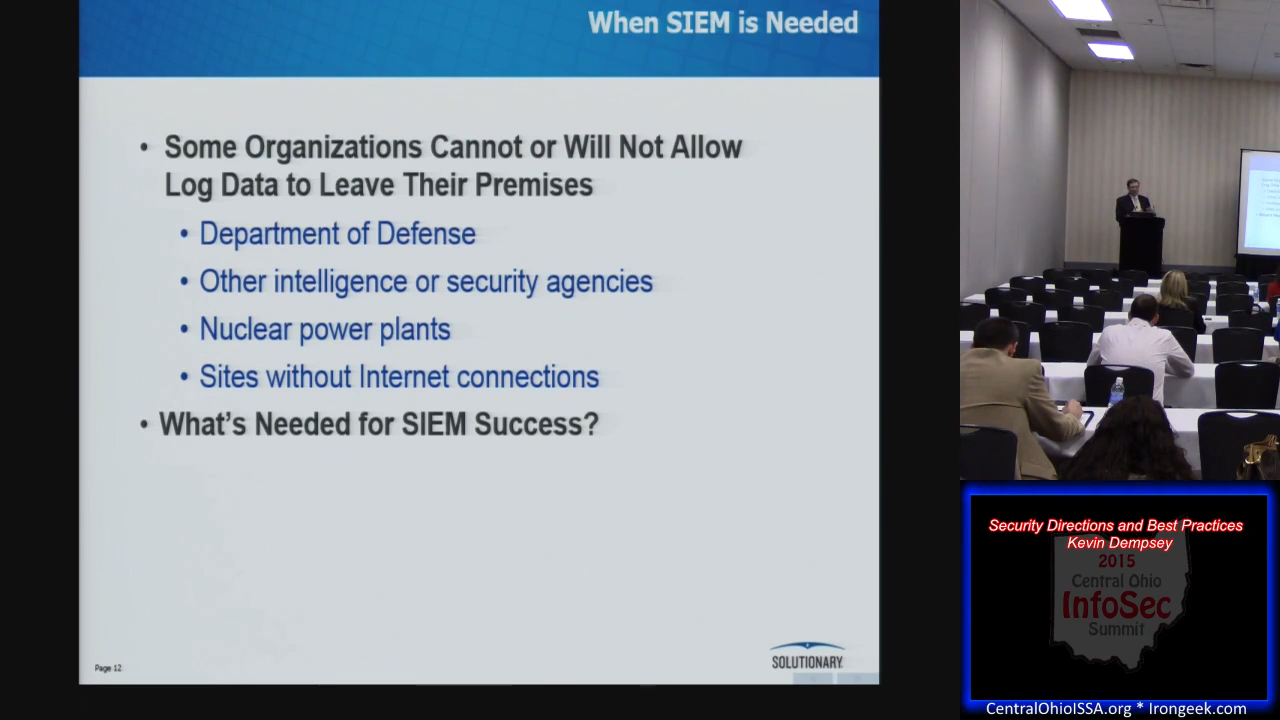 When SIEM is Needed
• Some Organizations Cannot or Will Not Allow
Log Data to Leave Their Premises
• Department of Defense
• Other intelligence or security agencies
• Nuclear power plants
• Sites without Internet connections
• What's Needed for SIEM Success?
Page 12
SOLUTIONARY
Security Directions and Best Practices
Kevin Dempsey
2015
Central Ohio
InfoSec
Summit
CentralOhioISSA.org * Irongeek.com